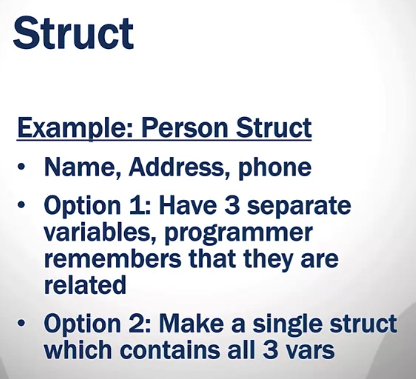 Struct
Example: Person Struct
• Name, Address, phone
• Option 1: Have 3 separate
variables, programmer
remembers that they are
related
• Option 2: Make a single struct
which contains all 3 vars